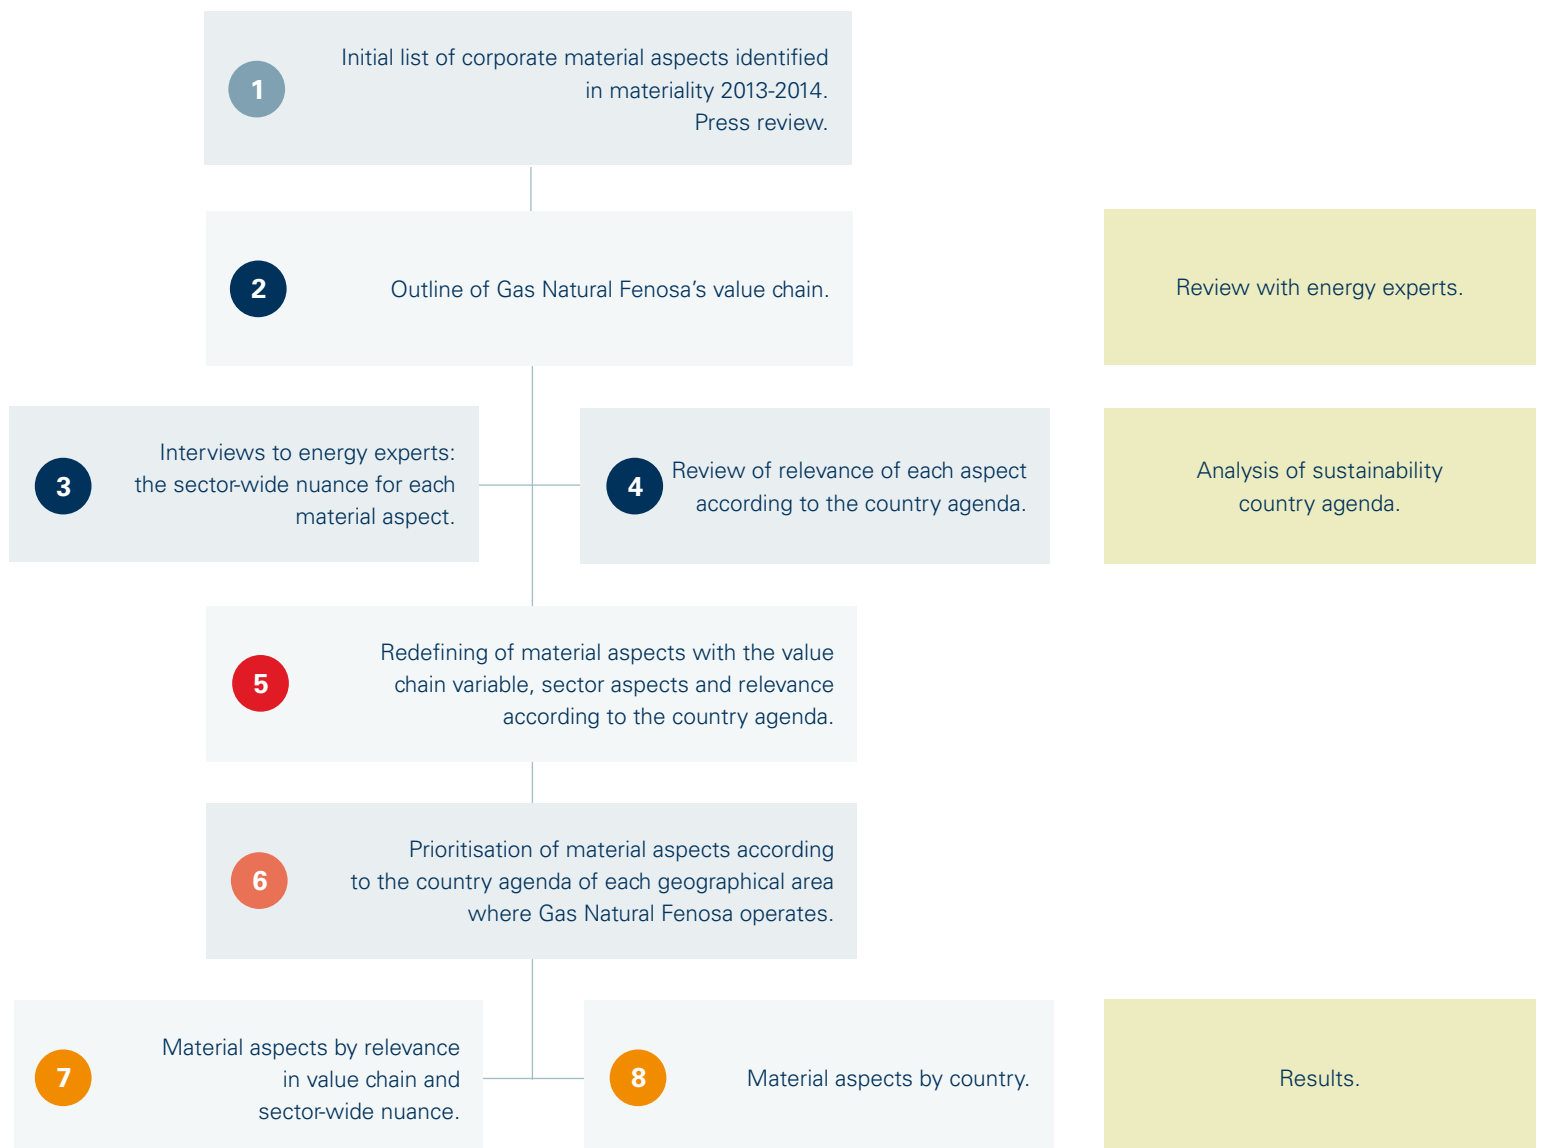 1
Initial list of corporate material aspects identified
in materiality 2013-2014.
Press review.
2
Outline of Gas Natural Fenosa's value chain.
Review with energy experts.
3
Interviews to energy experts:
the sector-wide nuance for each
material aspect.
4
Review of relevance of each aspect
according to the country agenda.
Analysis of sustainability
country agenda.
5
Redefining of material aspects with the value
chain variable, sector aspects and relevance
according to the country agenda.
6
Prioritisation of material aspects according
to the country agenda of each geographical area
where Gas Natural Fenosa operates.
7
Material aspects by relevance
in value chain and
sector-wide nuance.
8
Material aspects by country.
Results.